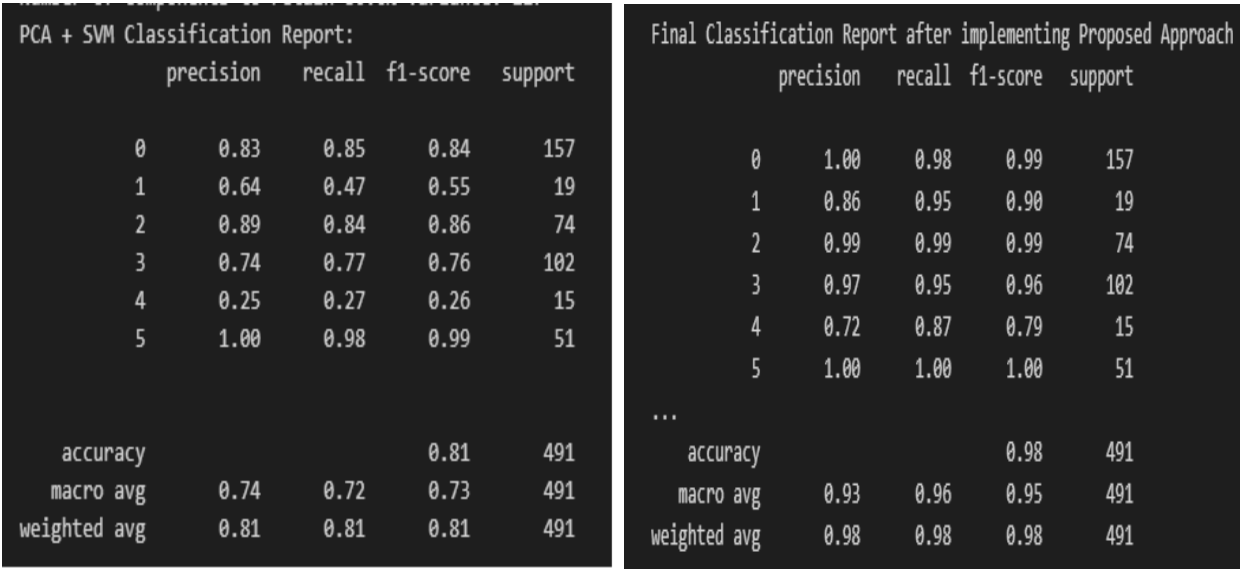 PCA + SVM Classification Report:
precision recall f1-score support
0 0.83 0.85 0.84 157
1 0.64 0.47 0.55 19
2 0.89 0.84 0.86 74
3 0.74 0.77 0.76 102
4 0.25 0.27 0.26 15
5 1.00 0.98 0.99 51
accuracy 0.81 491
macro avg 0.74 0.72 0.73 491
weighted avg 0.81 0.81 0.81 491
Final Classification Report after implementing Proposed Approach
precision recall f1-score support
0 1.00 0.98 0.99 157
1 0.86 0.95 0.90 19
2 0.99 0.99 0.99 74
3 0.97 0.95 0.96 102
4 0.72 0.87 0.79 15
5 1.00 1.00 1.00 51
...
accuracy 0.98 491
macro avg 0.93 0.96 0.95 491
weighted avg 0.98 0.98 0.98 491